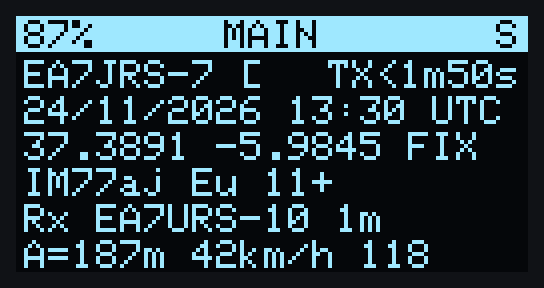 87% MAIN S
EA7JRS-7 [ TX<1m50s
24/11/2026 13:30 UTC
37.3891 -5.9845 FIX
IM77aj Eu 11+
Rx EA7URS-10 1m
A=187m 42km/h 118